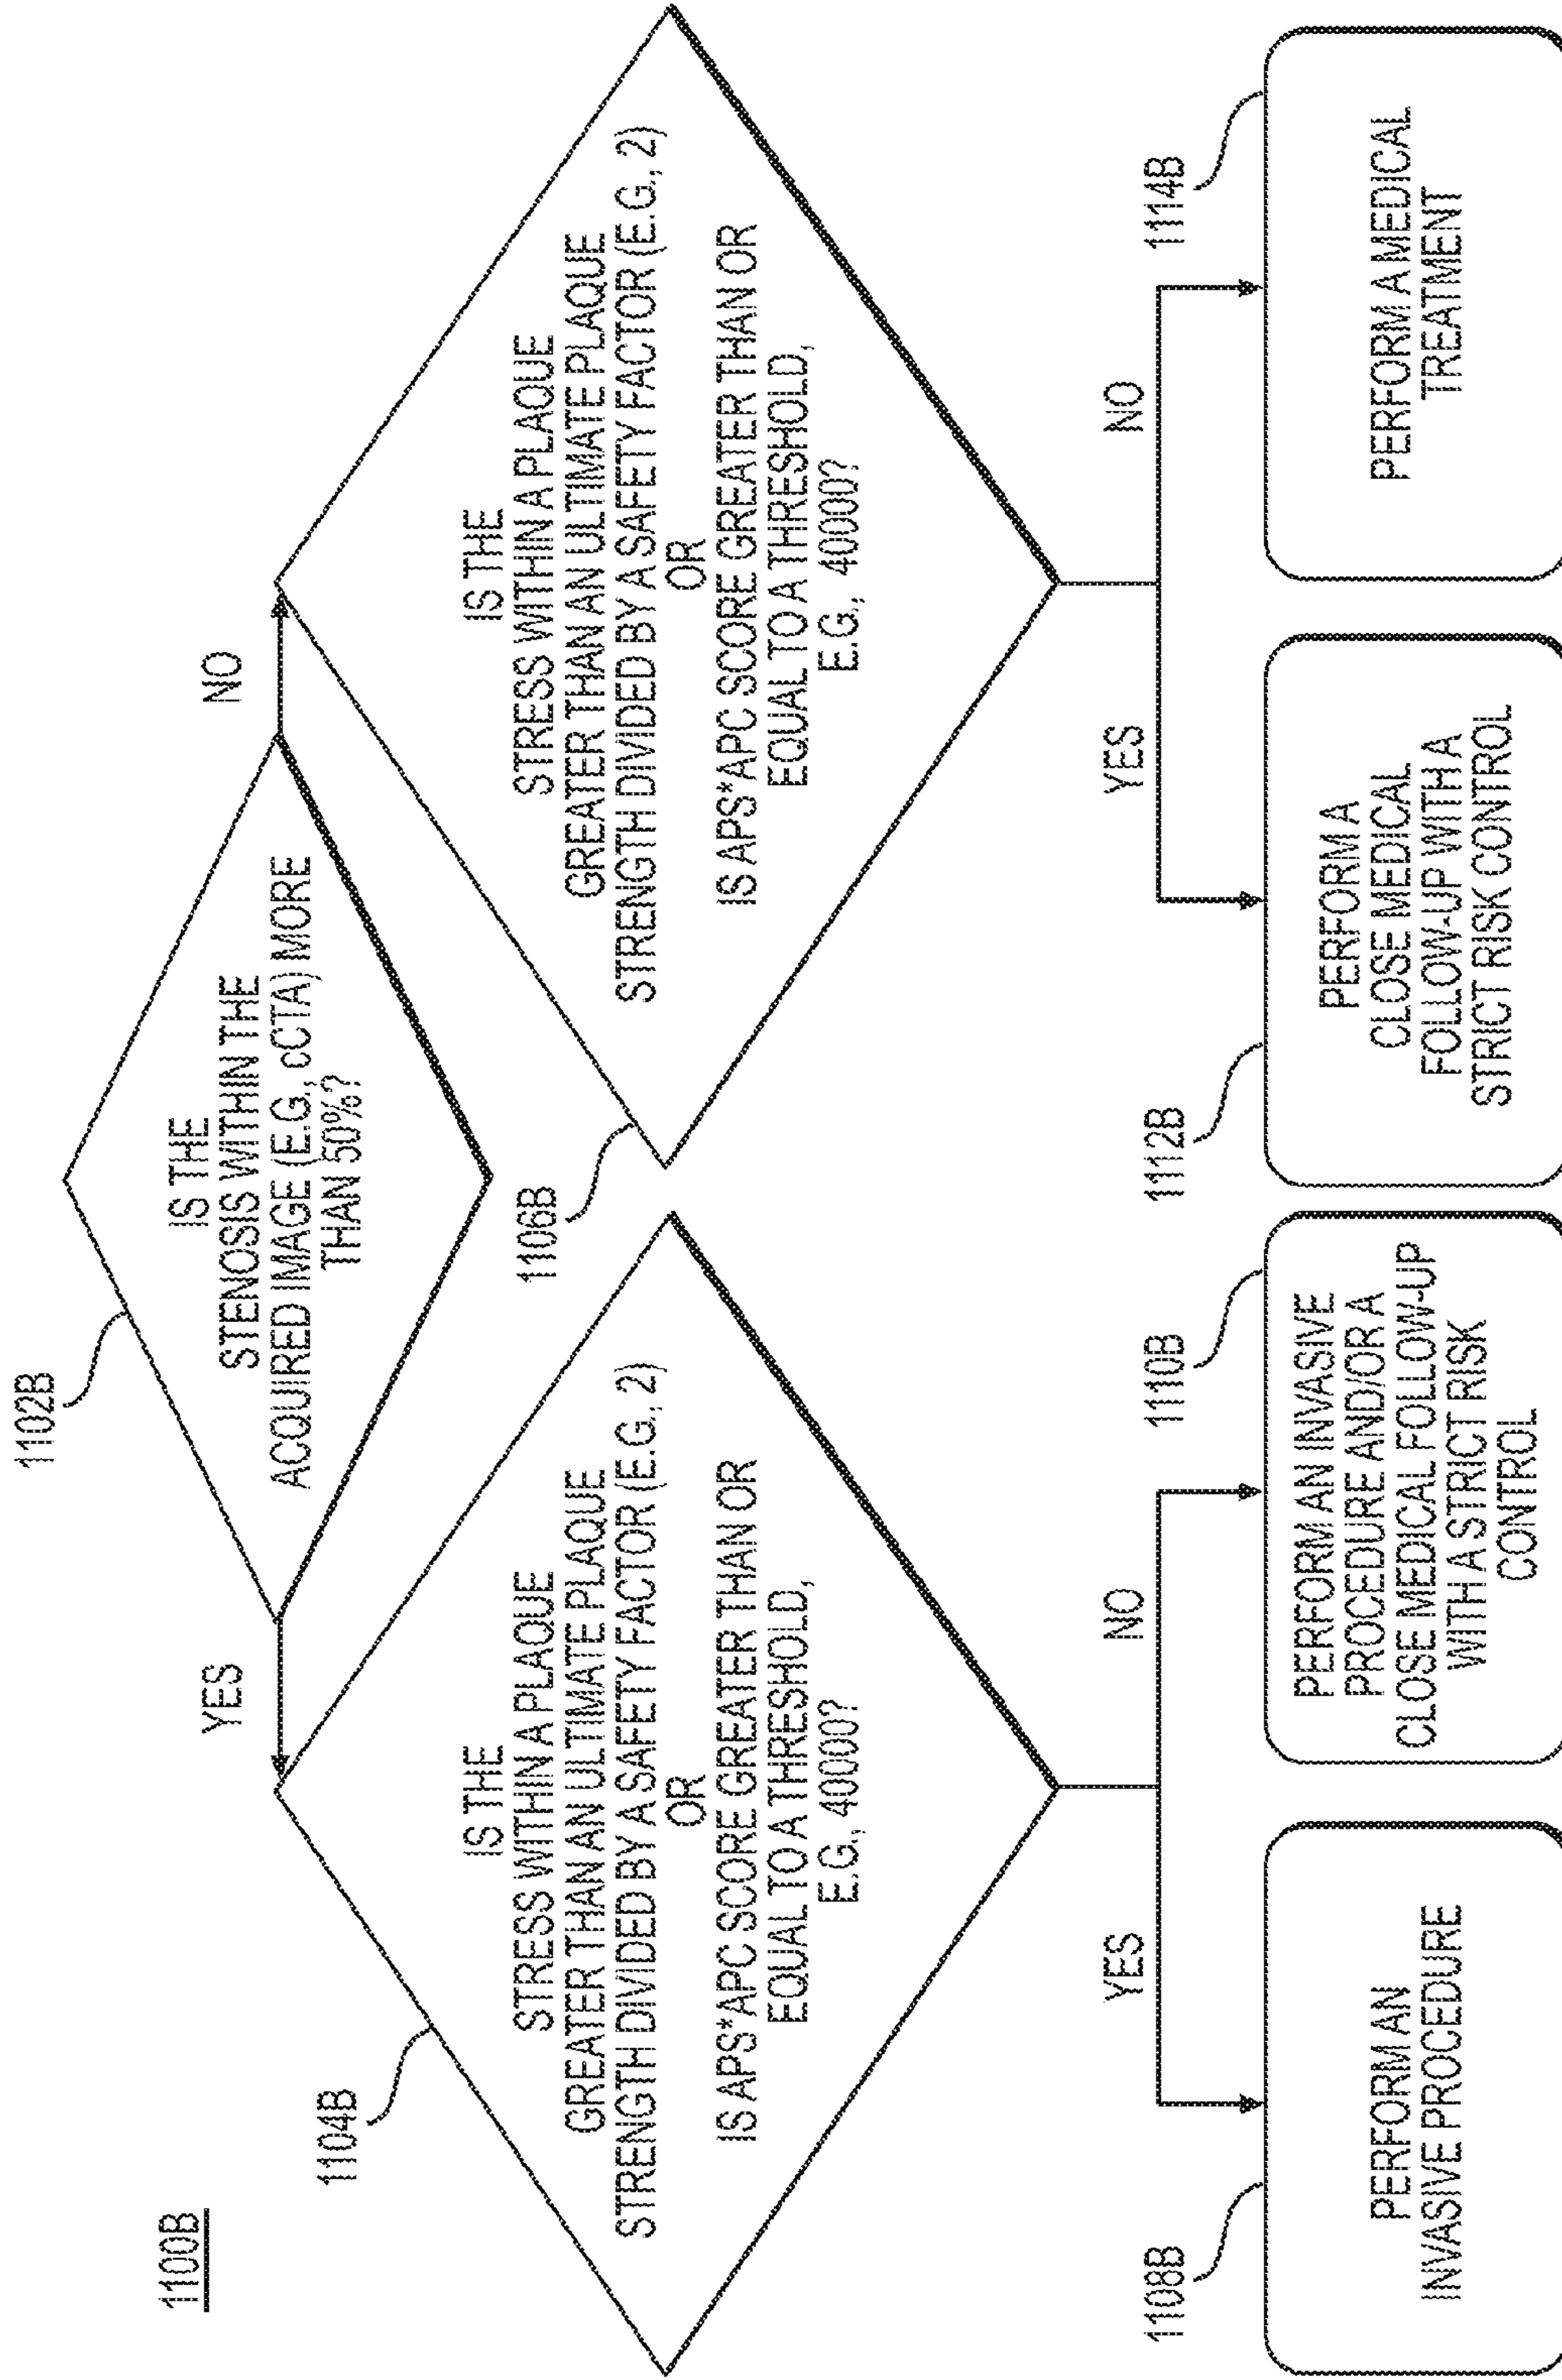 1100B
1102B
IS THE
STENOSIS WITHIN THE
ACQUIRED IMAGE (E.G., cCTA) MORE
THAN 50%?
YES
NO
1104B
IS THE
STRESS WITHIN A PLAQUE
GREATER THAN AN ULTIMATE PLAQUE
STRENGTH DIVIDED BY A SAFETY FACTOR (E.G., 2)
OR
IS APS*APC SCORE GREATER THAN OR
EQUAL TO A THRESHOLD,
E.G., 40000?
1106B
IS THE
STRESS WITHIN A PLAQUE
GREATER THAN AN ULTIMATE PLAQUE
STRENGTH DIVIDED BY A SAFETY FACTOR (E.G., 2)
OR
IS APS*APC SCORE GREATER THAN OR
EQUAL TO A THRESHOLD,
E.G., 40000?
YES
NO
YES
NO
1108B
PERFORM AN
INVASIVE PROCEDURE
1110B
PERFORM AN INVASIVE
PROCEDURE AND/OR A
CLOSE MEDICAL FOLLOW-UP
WITH A STRICT RISK
CONTROL
1112B
PERFORM A
CLOSE MEDICAL
FOLLOW-UP WITH A
STRICT RISK CONTROL
1114B
PERFORM A MEDICAL
TREATMENT